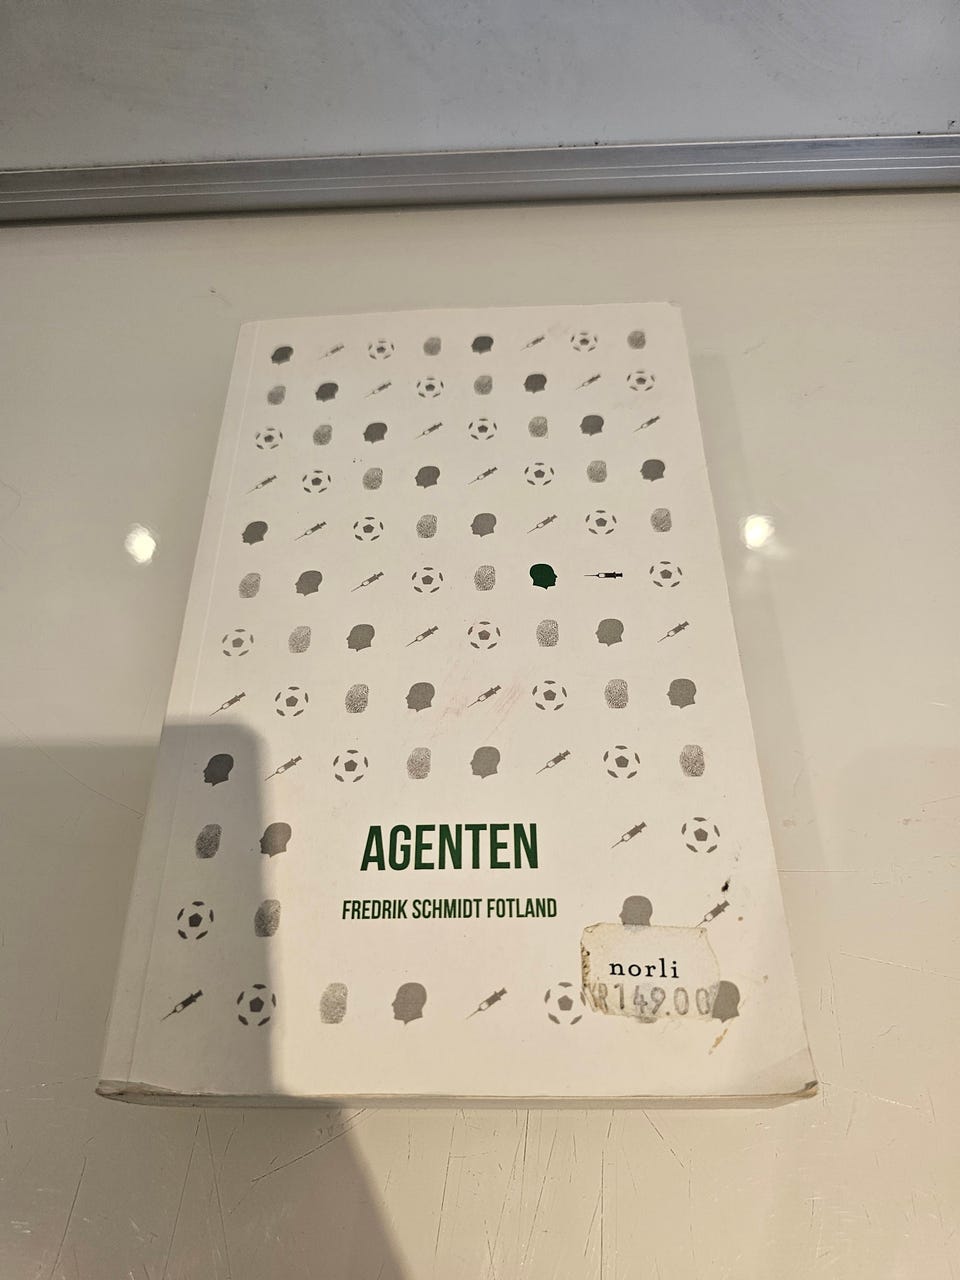 AGENTEN
FREDRIK SCHMIDT FOTLAND
norli
KR149.00